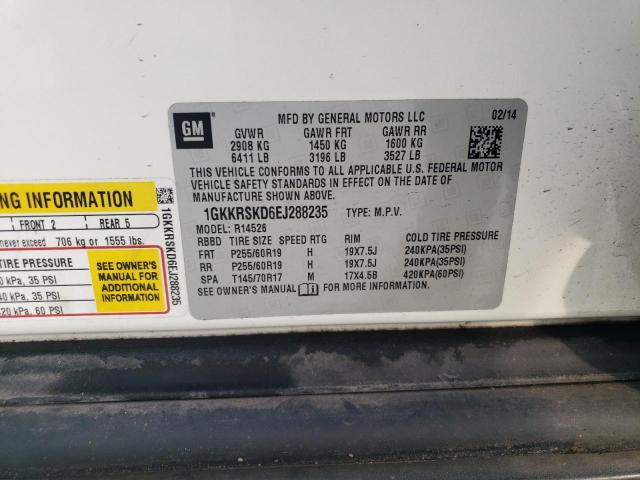 GM
MFD BY GENERAL MOTORS LLC 02/14
GVWR GAWR FRT GAWR RR
2908 KG 1450 KG 1600 KG
6411 LB 3196 LB 3527 LB
THIS VEHICLE CONFORMS TO ALL APPLICABLE U.S. FEDERAL MOTOR
VEHICLE SAFETY STANDARDS IN EFFECT ON THE DATE OF
MANUFACTURE SHOWN ABOVE.
1GKKRSKD6EJ288235 TYPE: M.P.V.
MODEL: R14526
RBBD TIRE SIZE SPEED RTG RIM COLD TIRE PRESSURE
FRT P255/60R19 H 19X7.5J 240KPA(35PSI)
RR P255/60R19 H 19X7.5J 240KPA(35PSI)
SPA T145/70R17 M 17X4.5B 420KPA(60PSI)
SEE OWNER'S MANUAL FOR MORE INFORMATION.
INFORMATION
FRONT 2 REAR 5
exceed 706 kg or 1555 lbs.
TIRE PRESSURE
kPa, 35 PSI
kPa, 35 PSI
kPa, 60 PSI
SEE OWNER'S
MANUAL FOR
ADDITIONAL
INFORMATION
1GKKRSKD6EJ288235